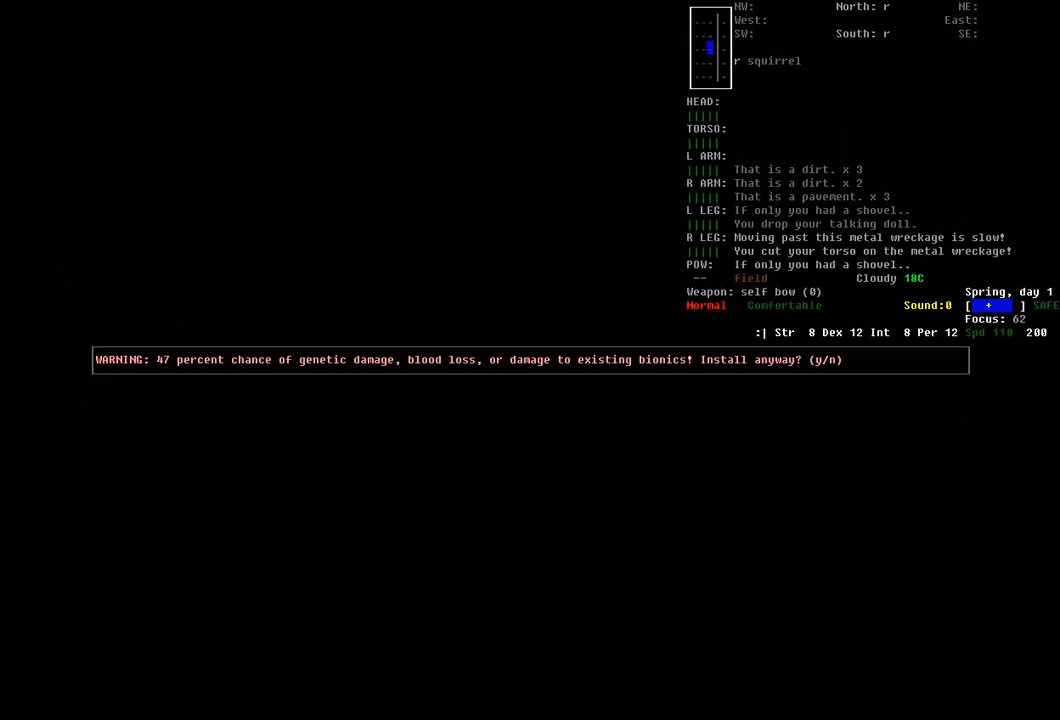 NW: North: r NE:
West: East:
SW: South: r SE:
r squirrel
HEAD:
|||||
TORSO:
|||||
L ARM:
||||| That is a dirt. x 3
R ARM: That is a dirt. x 2
||||| That is a pavement. x 3
L LEG: If only you had a shovel..
||||| You drop your talking doll.
R LEG: Moving past this metal wreckage is slow!
||||| You cut your torso on the metal wreckage!
POW: If only you had a shovel..
-- field Cloudy 18C
Weapon: self bow (0) Spring, day 1
Normal Comfortable Sound:0 [ + ] SAFE
Focus: 62
:| Str 8 Dex 12 Int 8 Per 12 Spd 110 200
WARNING: 47 percent chance of genetic damage, blood loss, or damage to existing bionics! Install anyway? (y/n)